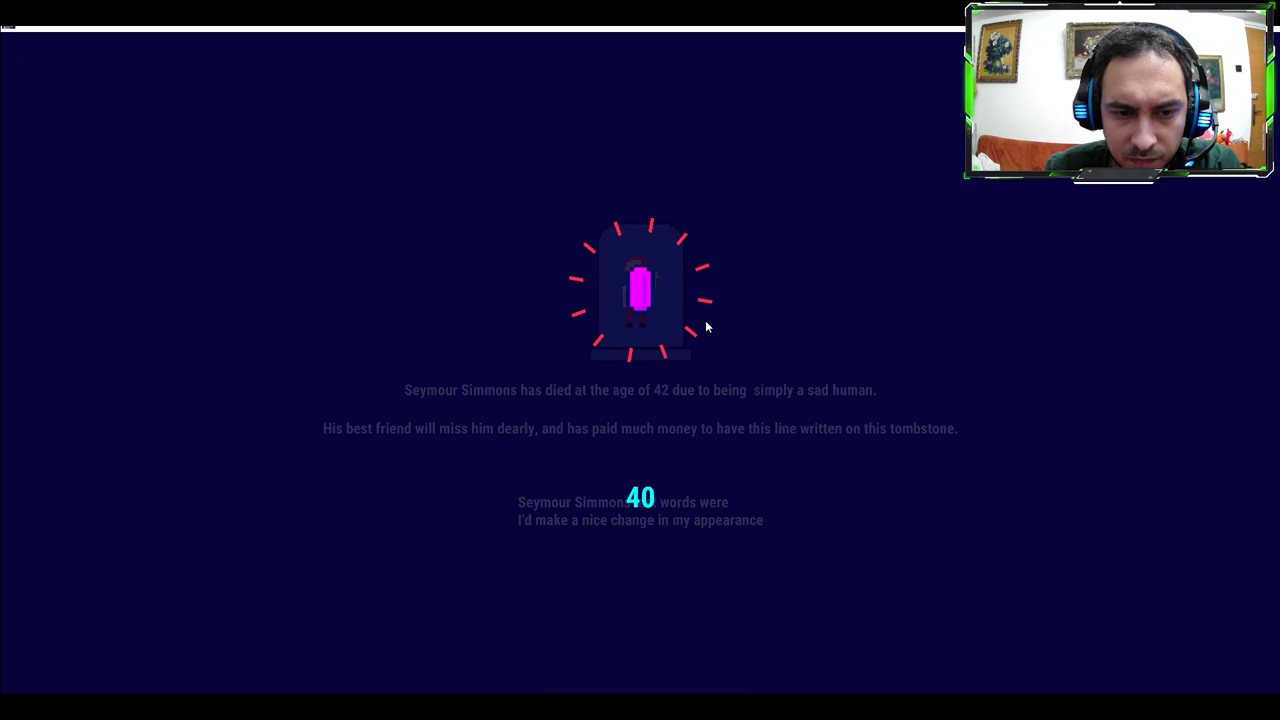 Seymour Simmons has died at the age of 42 due to being  simply a sad human.
His best friend will miss him dearly, and has paid much money to have this line written on this tombstone.
40
Seymour Simmons words were
I'd make a nice change in my appearance